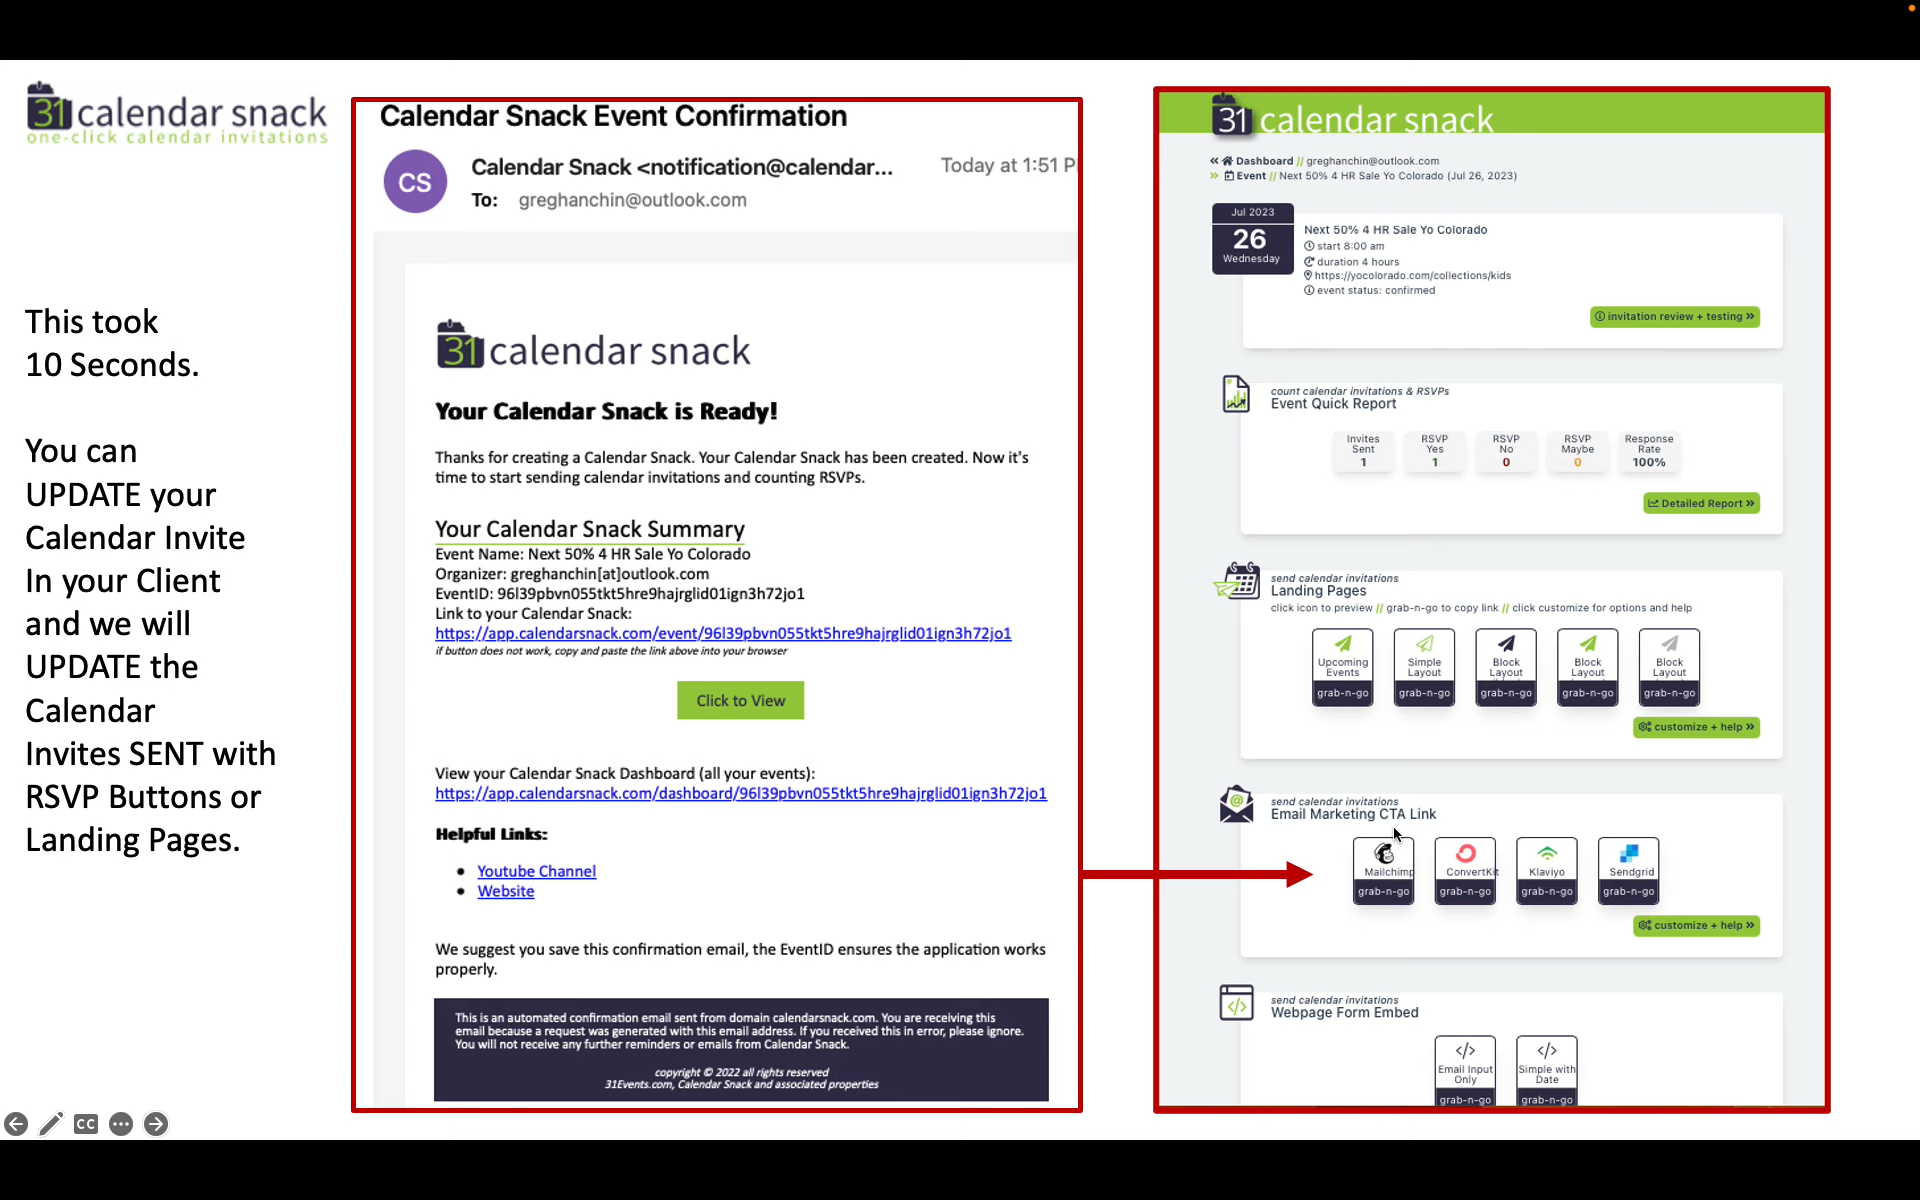 31 calendar snack
one-click calendar invitations
This took
10 Seconds.
You can
UPDATE your
Calendar Invite
In your Client
and we will
UPDATE the
Calendar
Invites SENT with
RSVP Buttons or
Landing Pages.
CC
Calendar Snack Event Confirmation
CS
Calendar Snack <notification@calendar...
Today at 1:51 P
To: greghanchin@outlook.com
31 calendar snack
Your Calendar Snack is Ready!
Thanks for creating a Calendar Snack. Your Calendar Snack has been created. Now it's
time to start sending calendar invitations and counting RSVPs.
Your Calendar Snack Summary
Event Name: Next 50% 4 HR Sale Yo Colorado
Organizer: greghanchin[at]outlook.com
EventID: 96l39pbvn055tkt5hre9hajrglid01ign3h72jo1
Link to your Calendar Snack:
https://app.calendarsnack.com/event/96l39pbvn055tkt5hre9hajrglid01ign3h72jo1
if button does not work, copy and paste the link above into your browser
Click to View
View your Calendar Snack Dashboard (all your events):
https://app.calendarsnack.com/dashboard/96l39pbvn055tkt5hre9hajrglid01ign3h72jo1
Helpful Links:
• Youtube Channel
• Website
We suggest you save this confirmation email, the EventID ensures the application works
properly.
This is an automated confirmation email sent from domain calendarsnack.com. You are receiving this
email because a request was generated with this email address. If you received this in error, please ignore.
You will not receive any further reminders or emails from Calendar Snack.
copyright © 2022 all rights reserved
31Events.com, Calendar Snack and associated properties
31 calendar snack
« Dashboard // greghanchin@outlook.com
» Event // Next 50% 4 HR Sale Yo Colorado (Jul 26, 2023)
Jul 2023
26
Wednesday
Next 50% 4 HR Sale Yo Colorado
start 8:00 am
duration 4 hours
https://yocolorado.com/collections/kids
event status: confirmed
invitation review + testing »
count calendar invitations & RSVPs
Event Quick Report
Invites Sent 1
RSVP Yes 1
RSVP No 0
RSVP Maybe 0
Response Rate 100%
Detailed Report »
send calendar invitations
Landing Pages
click icon to preview // grab-n-go to copy link // click customize for options and help
Upcoming Events grab-n-go
Simple Layout grab-n-go
Block Layout grab-n-go
Block Layout grab-n-go
Block Layout grab-n-go
customize + help »
send calendar invitations
Email Marketing CTA Link
Mailchimp grab-n-go
ConvertKit grab-n-go
Klaviyo grab-n-go
Sendgrid grab-n-go
customize + help »
send calendar invitations
Webpage Form Embed
</> Email Input Only grab-n-go
</> Simple with Date grab-n-go